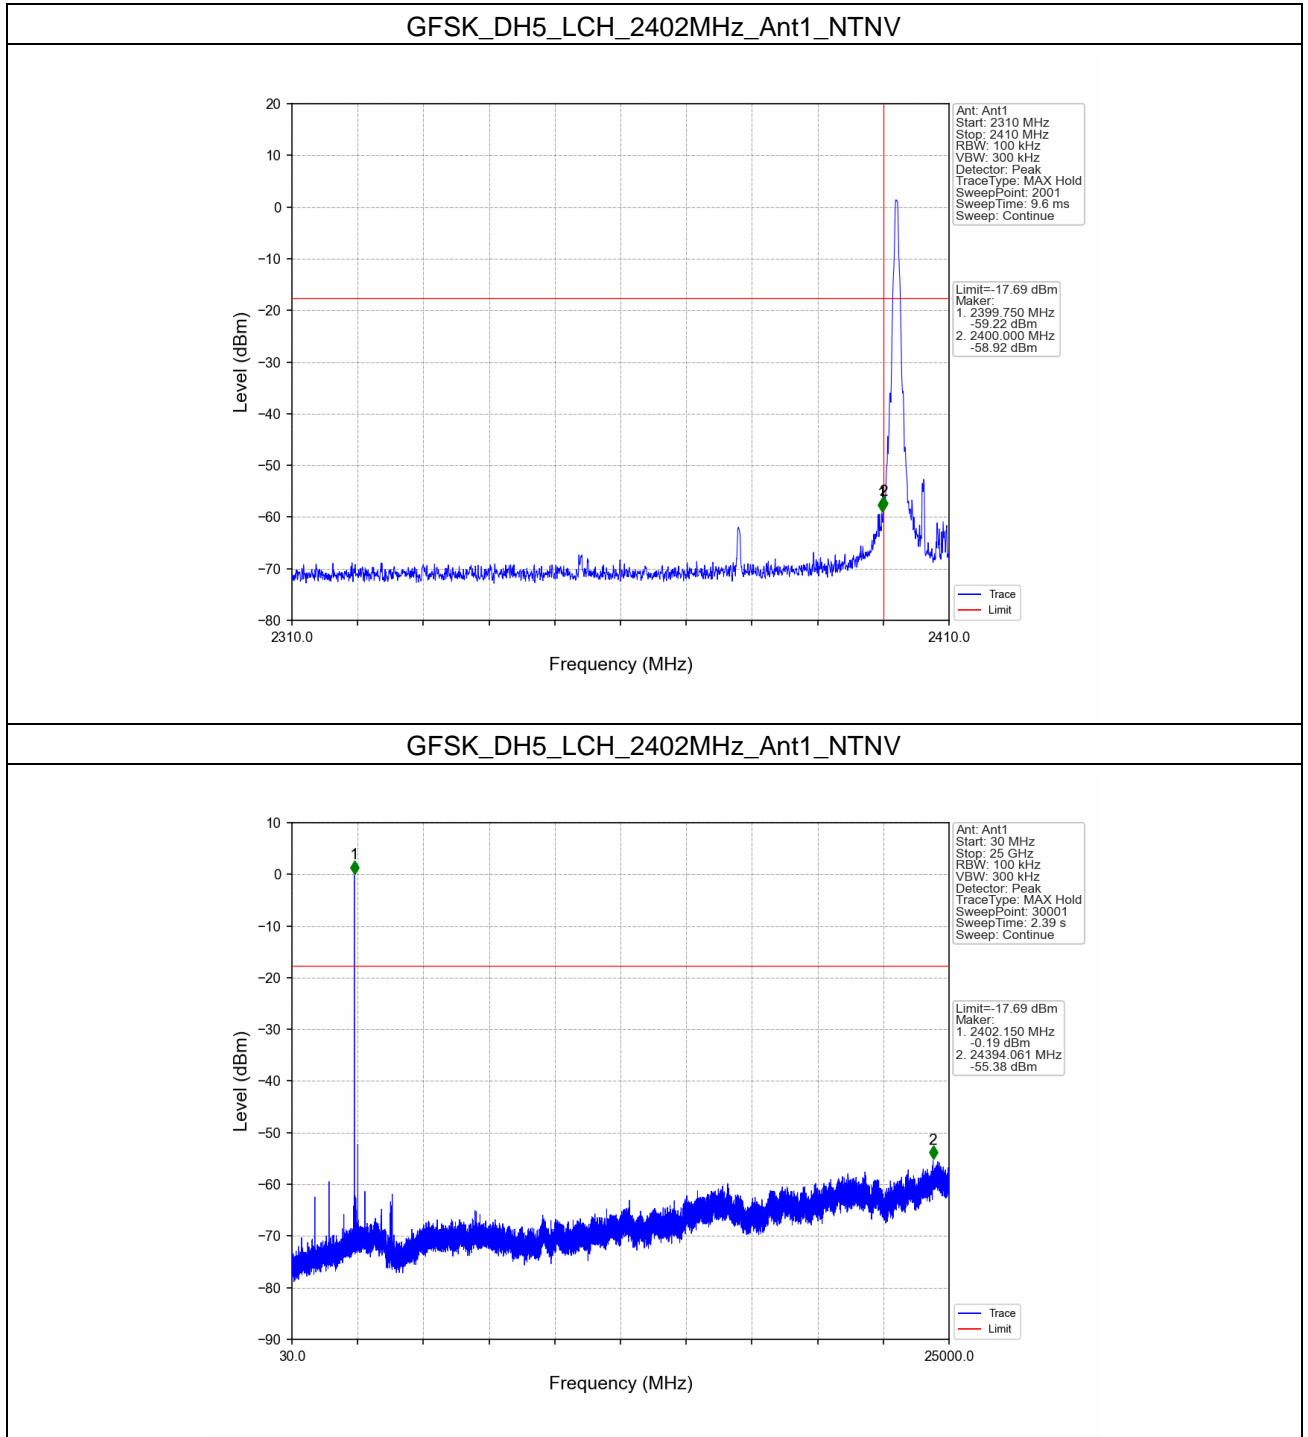 GFSK_DH5_LCH_2402MHz_Ant1_NTNV
20
10
0
−10
−20
−30
−40
−50
−60
−70
−80
Level (dBm)
2310.0
2410.0
Frequency (MHz)
1
2
Ant: Ant1
Start: 2310 MHz
Stop: 2410 MHz
RBW: 100 kHz
VBW: 300 kHz
Detector: Peak
TraceType: MAX Hold
SweepPoint: 2001
SweepTime: 9.6 ms
Sweep: Continue
Limit=-17.69 dBm
Maker:
1. 2399.750 MHz
-59.22 dBm
2. 2400.000 MHz
-58.92 dBm
Trace
Limit
GFSK_DH5_LCH_2402MHz_Ant1_NTNV
10
0
−10
−20
−30
−40
−50
−60
−70
−80
−90
Level (dBm)
30.0
25000.0
Frequency (MHz)
1
2
Ant: Ant1
Start: 30 MHz
Stop: 25 GHz
RBW: 100 kHz
VBW: 300 kHz
Detector: Peak
TraceType: MAX Hold
SweepPoint: 30001
SweepTime: 2.39 s
Sweep: Continue
Limit=-17.69 dBm
Maker:
1. 2402.150 MHz
-0.19 dBm
2. 24394.061 MHz
-55.38 dBm
Trace
Limit